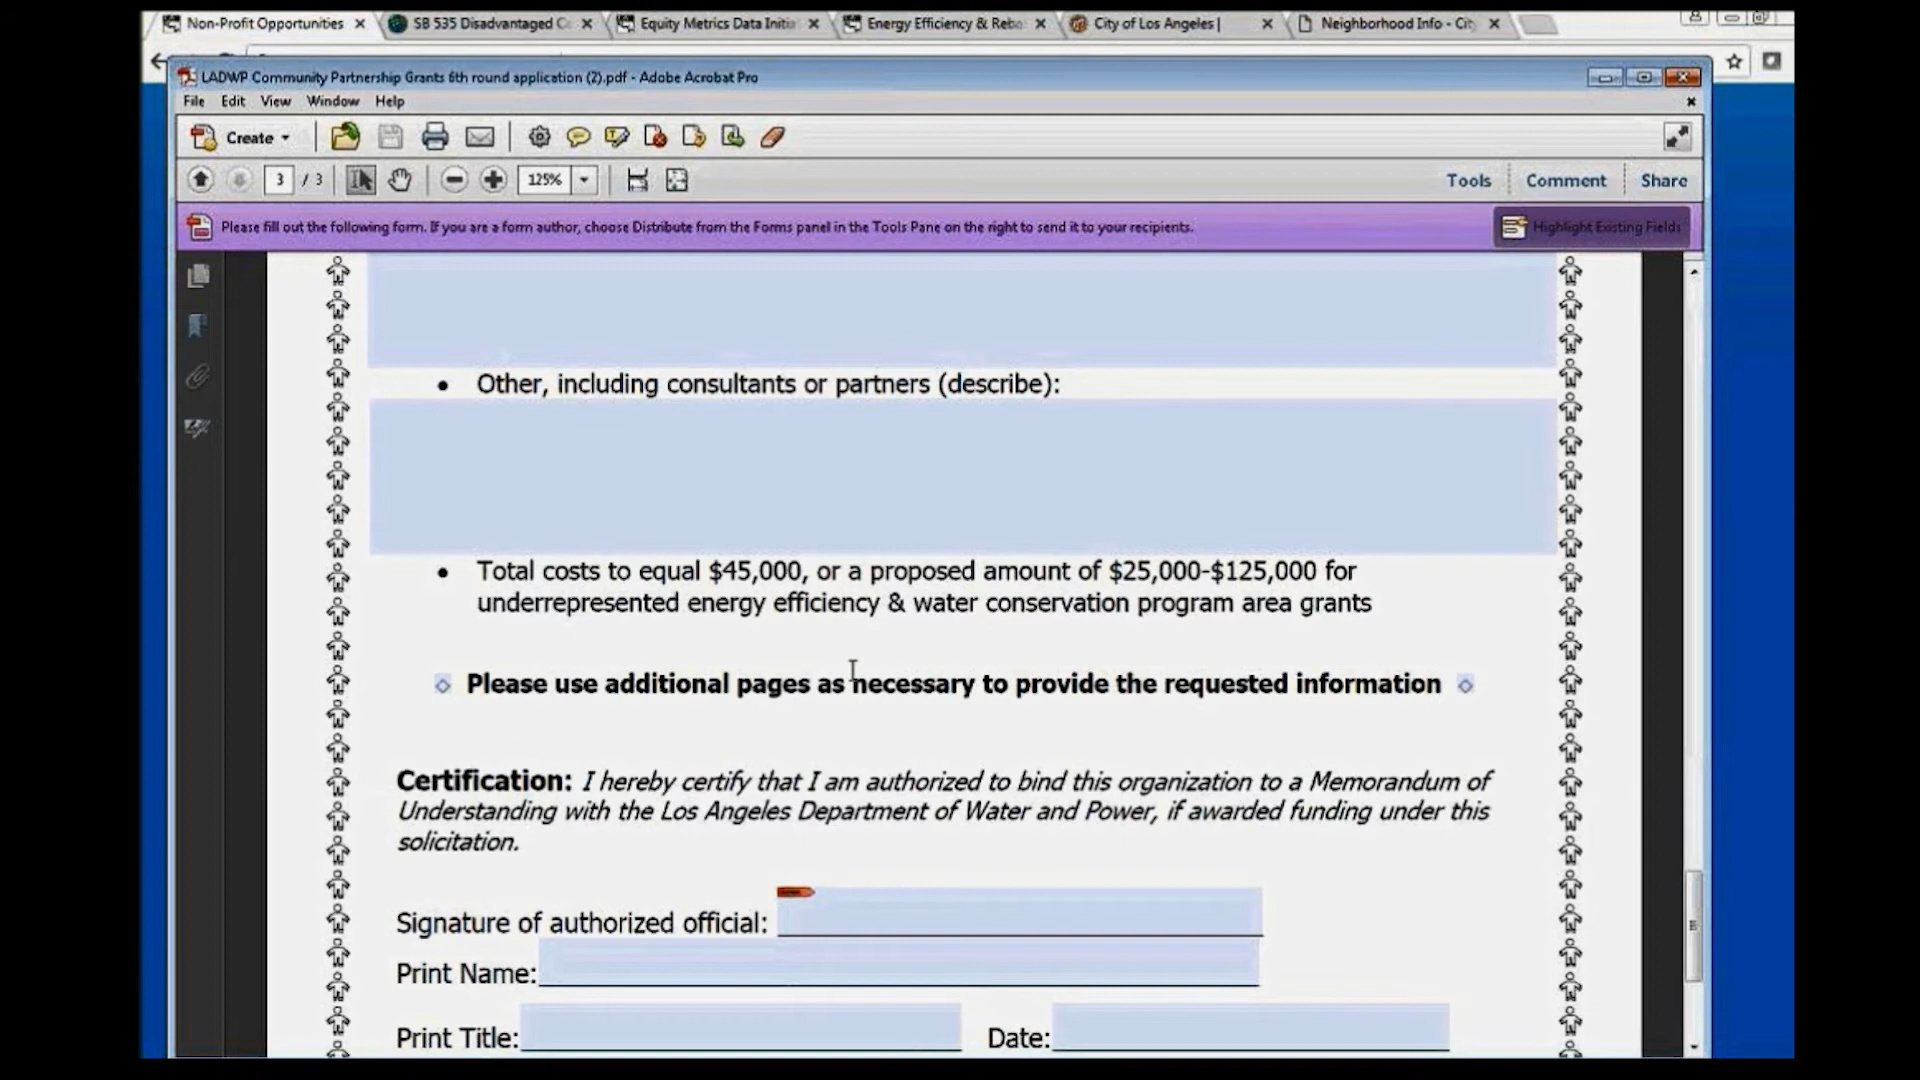 Non-Profit Opportunities
SB 535 Disadvantaged C
Equity Metrics Data Initia
Energy Efficiency & Reba
City of Los Angeles |
Neighborhood Info - Cit
LADWP Community Partnership Grants 6th round application (2).pdf - Adobe Acrobat Pro
File Edit View Window Help
Create
3 / 3
125%
Tools Comment Share
Please fill out the following form. If you are a form author, choose Distribute from the Forms panel in the Tools Pane on the right to send it to your recipients.
Highlight Existing Fields
• Other, including consultants or partners (describe):
• Total costs to equal $45,000, or a proposed amount of $25,000-$125,000 for
underrepresented energy efficiency & water conservation program area grants
Please use additional pages as necessary to provide the requested information
Certification: I hereby certify that I am authorized to bind this organization to a Memorandum of
Understanding with the Los Angeles Department of Water and Power, if awarded funding under this
solicitation.
Signature of authorized official:
Print Name:
Print Title:
Date: